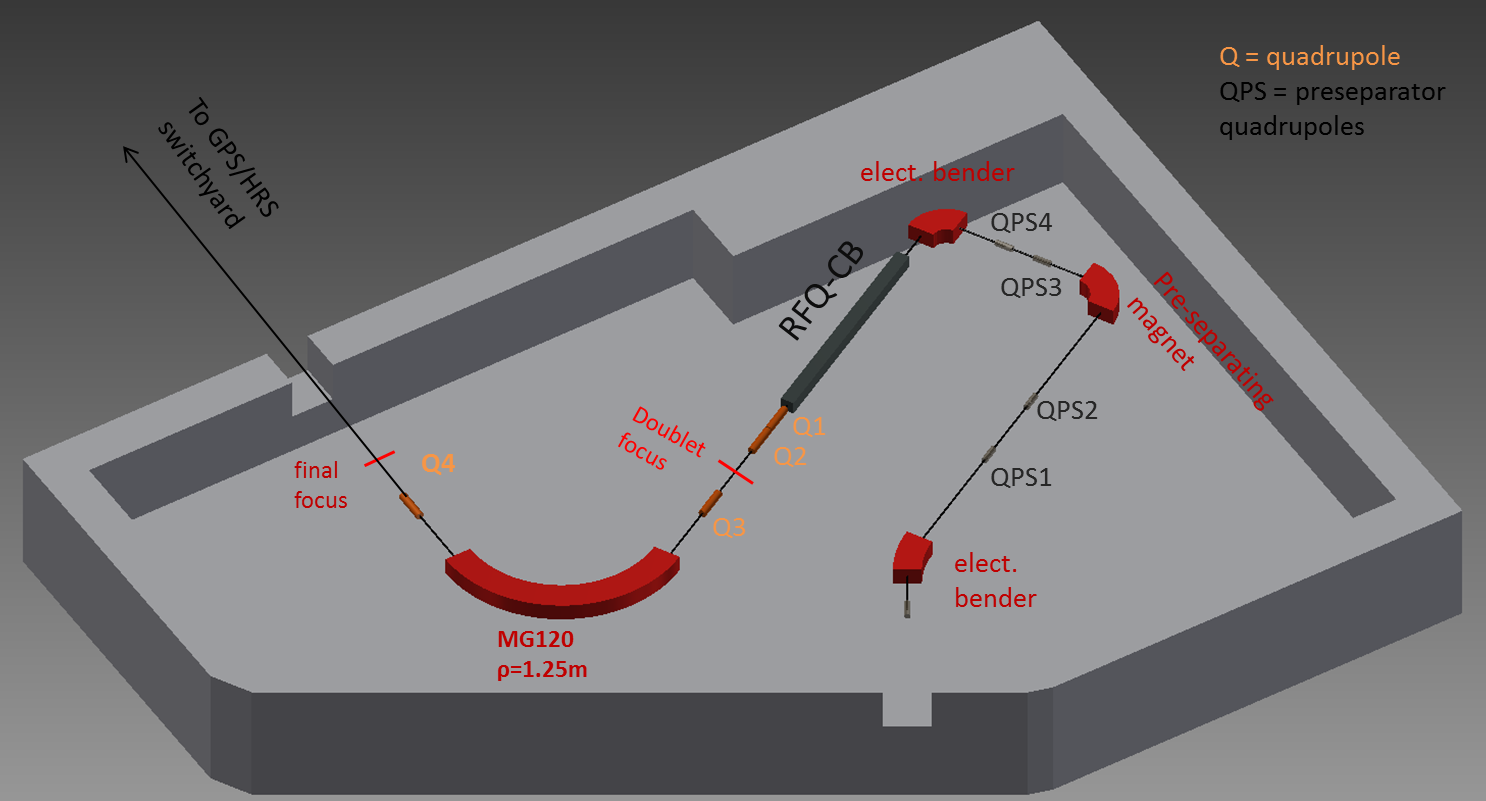 Q = quadrupole
QPS = preseparator
quadrupoles
To GPS/HRS
switchyard
elect. bender
QPS4
QPS3
Pre-separating
magnet
RFQ-CB
QPS2
QPS1
Q1
Q2
Doublet
focus
Q3
Q4
final
focus
elect.
bender
MG120
ρ=1.25m